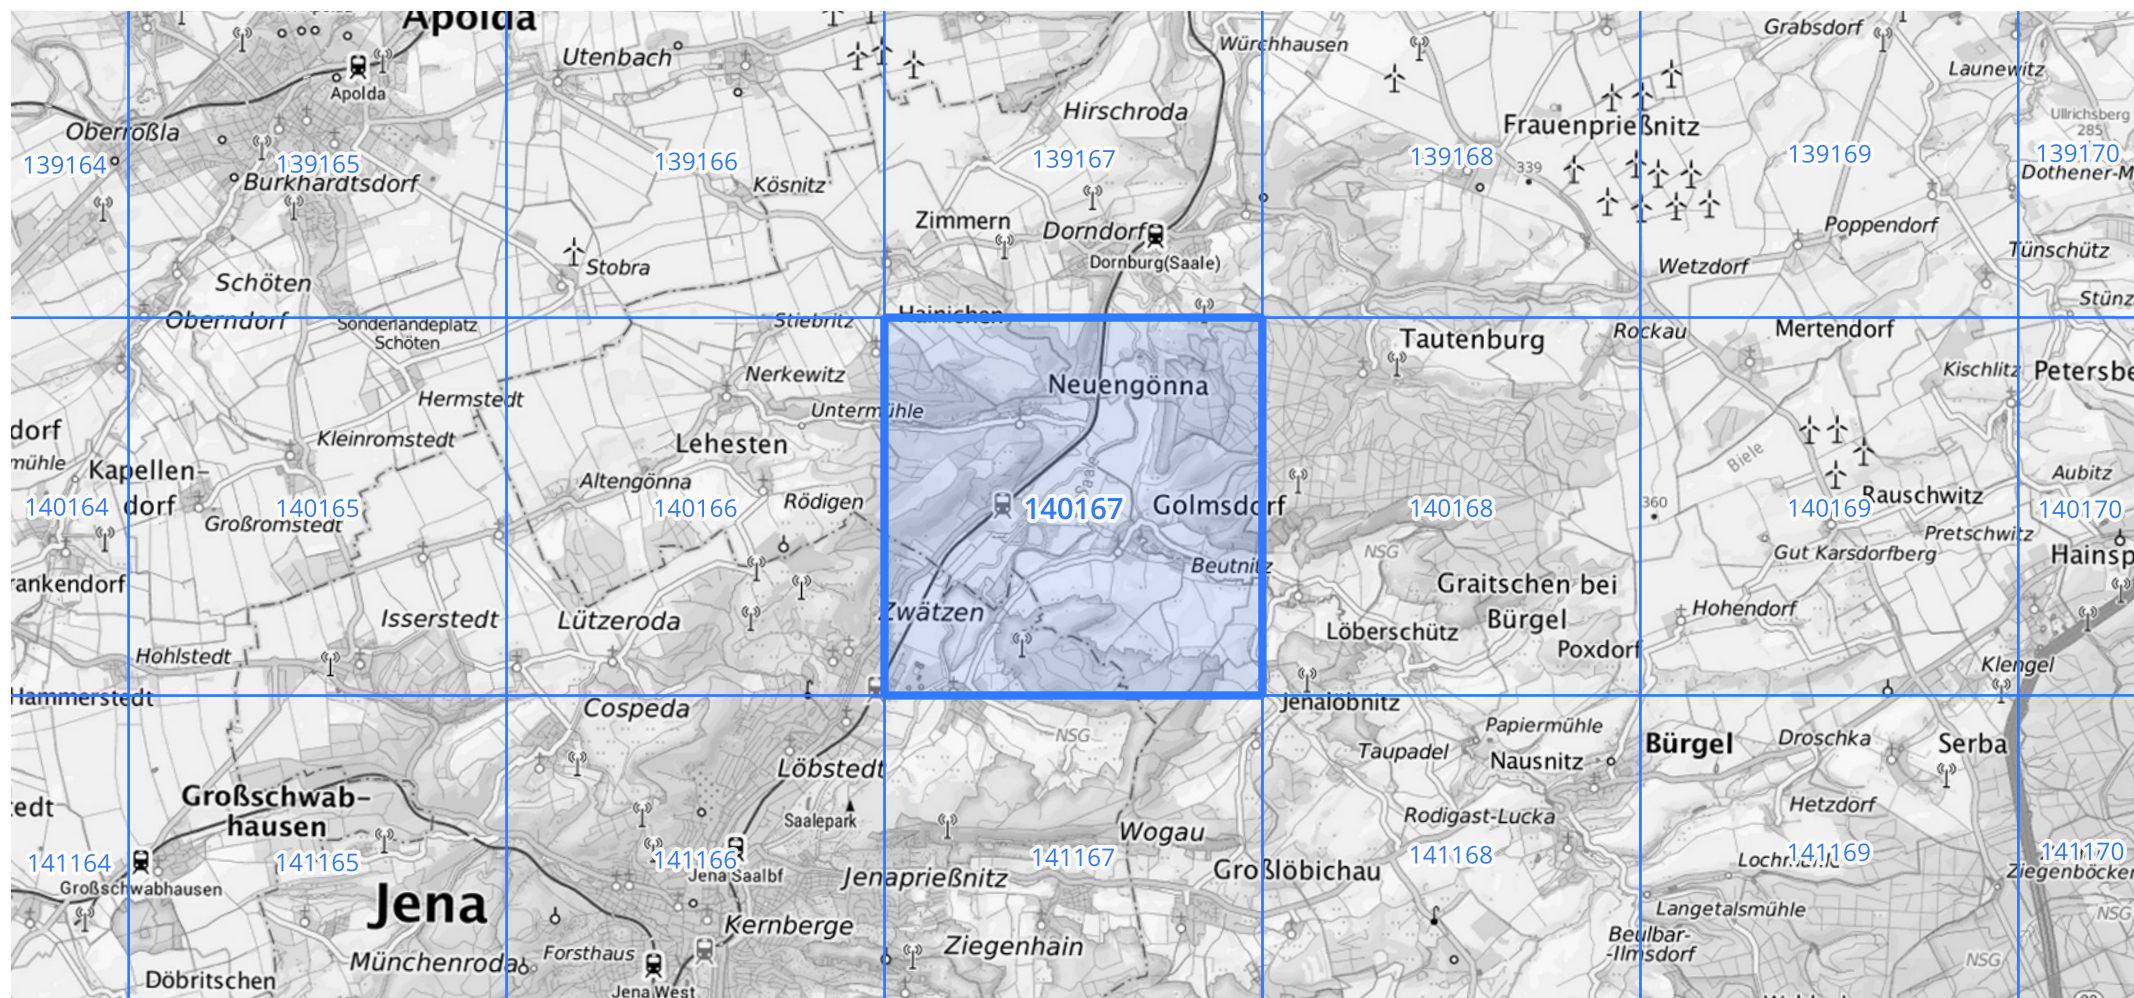 Apolda
Utenbach
Würchhausen
Grabsdorf
Launewitz
Apolda
Hirschroda
Frauenprießnitz
Ullrichsberg
285
Oberroßla
139164
139165
139166
139167
139168
339
139169
139170
Dothener-M
Burkhardtsdorf
Kösnitz
Zimmern
Dorndorf
Dornburg(Saale)
Poppendorf
Tünschütz
Wetzdorf
Schöten
Stobra
Stünz
Hainichen
Oberndorf
Sonderlandeplatz
Schöten
Stiebritz
Tautenburg
Rockau
Mertendorf
Kischlitz
Petersbe
Nerkewitz
Neuengönna
Hermstedt
Untermühle
dorf
mühle
Kapellen-
dorf
Kleinromstedt
Lehesten
Altengönna
Rödigen
Saale
Golmsdorf
Biele
Rauschwitz
Aubitz
140164
140165
Großromstedt
140166
140167
140168
360
140169
140170
Pretschwitz
Gut Karsdorfberg
Hainsp
NSG
Beutnitz
rankendorf
Graitschen bei
Bürgel
Hohendorf
Isserstedt
Lützeroda
Zwätzen
Löberschütz
Poxdorf
Hohlstedt
Klengel
Hammerstedt
Cospeda
Jenalöbnitz
NSG
Papiermühle
Taupadel
Nausnitz
Bürgel
Droschka
Serba
Löbstedt
Großschwab-
hausen
edt
Saalepark
Wogau
Rodigast-Lucka
Hetzdorf
141164
141165
141166
141167
141168
141169
141170
Lochmühle
Ziegenböcker
Großschwabhausen
Jena Saalbf
Jenaprießnitz
Großlöbichau
Jena
Kernberge
Langetalsmühle
NSG
Ziegenhain
Beulbar-
-Ilmsdorf
Münchenroda
Forsthaus
NSG
Döbritschen
Jena West